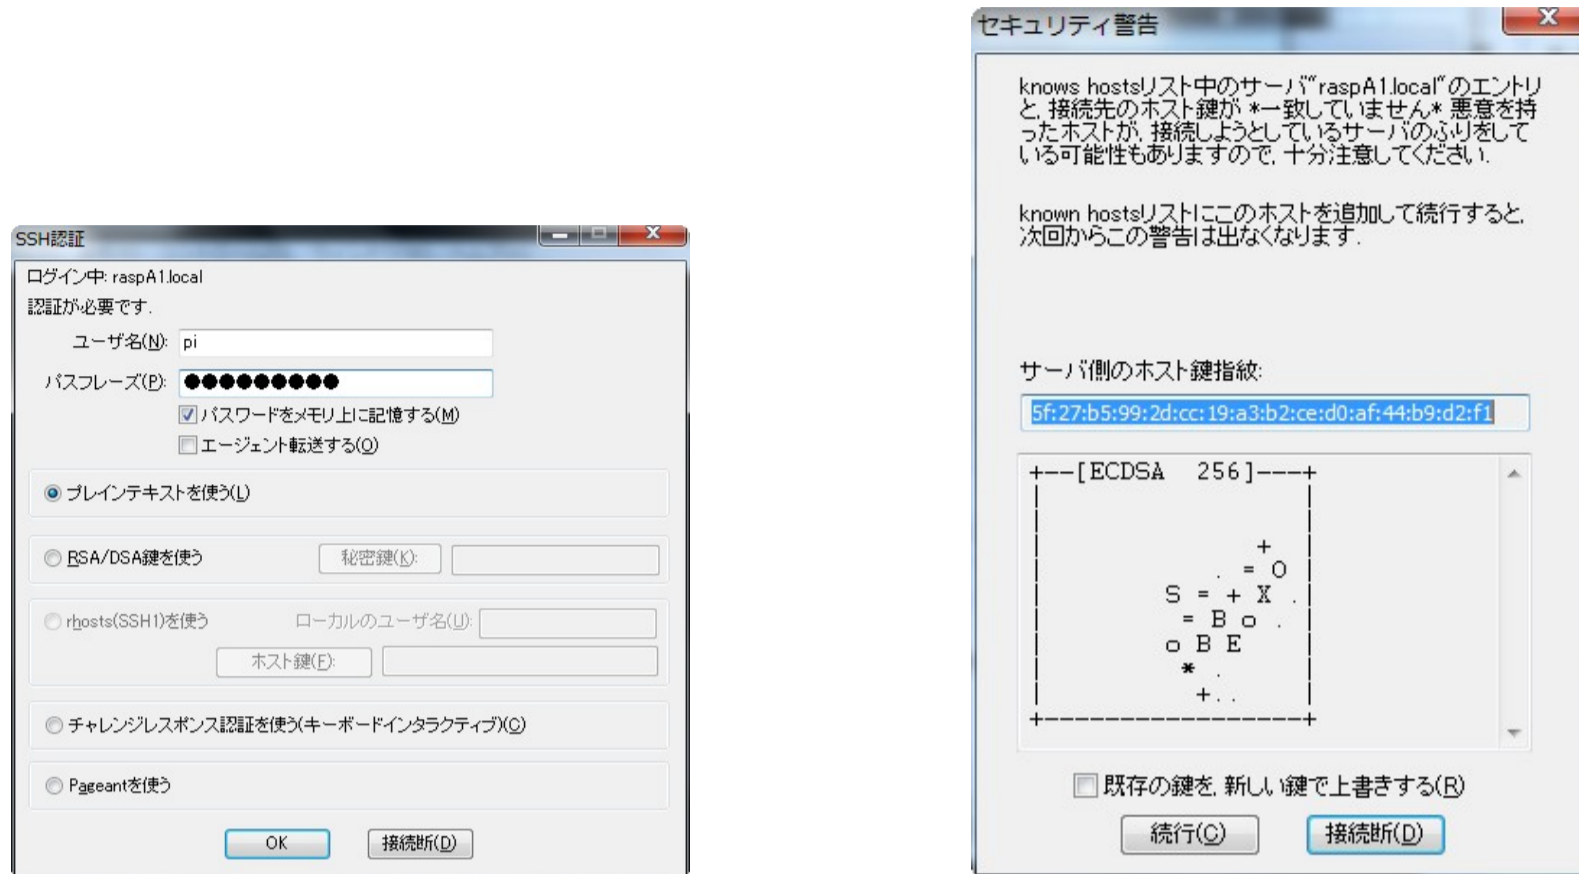 SSH認証
ログイン中: raspA1.local
認証が必要です.
ユーザ名(N): pi
パスフレーズ(P): ●●●●●●●●●
パスワードをメモリ上に記憶する(M)
エージェント転送する(O)
プレインテキストを使う(L)
RSA/DSA鍵を使う 秘密鍵(K):
rhosts(SSH1)を使う ローカルのユーザ名(U):
ホスト鍵(F):
チャレンジレスポンス認証を使う(キーボードインタラクティブ)(C)
Pageantを使う
OK 接続断(D)
セキュリティ警告
knows hostsリスト中のサーバ"raspA1.local"のエントリ
と, 接続先のホスト鍵が *一致していません* 悪意を持
ったホストが, 接続しようとしているサーバのふりをして
いる可能性もありますので, 十分注意してください.
known hostsリストにこのホストを追加して続行すると,
次回からこの警告は出なくなります.
サーバ側のホスト鍵指紋:
5f:27:b5:99:2d:cc:19:a3:b2:ce:d0:af:44:b9:d2:f1
+--[ECDSA  256]---+
|                 |
|                 |
|              +  |
|           . = O |
|        S = + X .|
|         = B o . |
|        o B E    |
|         * .     |
|          +..    |
+-----------------+
既存の鍵を, 新しい鍵で上書きする(R)
続行(C) 接続断(D)